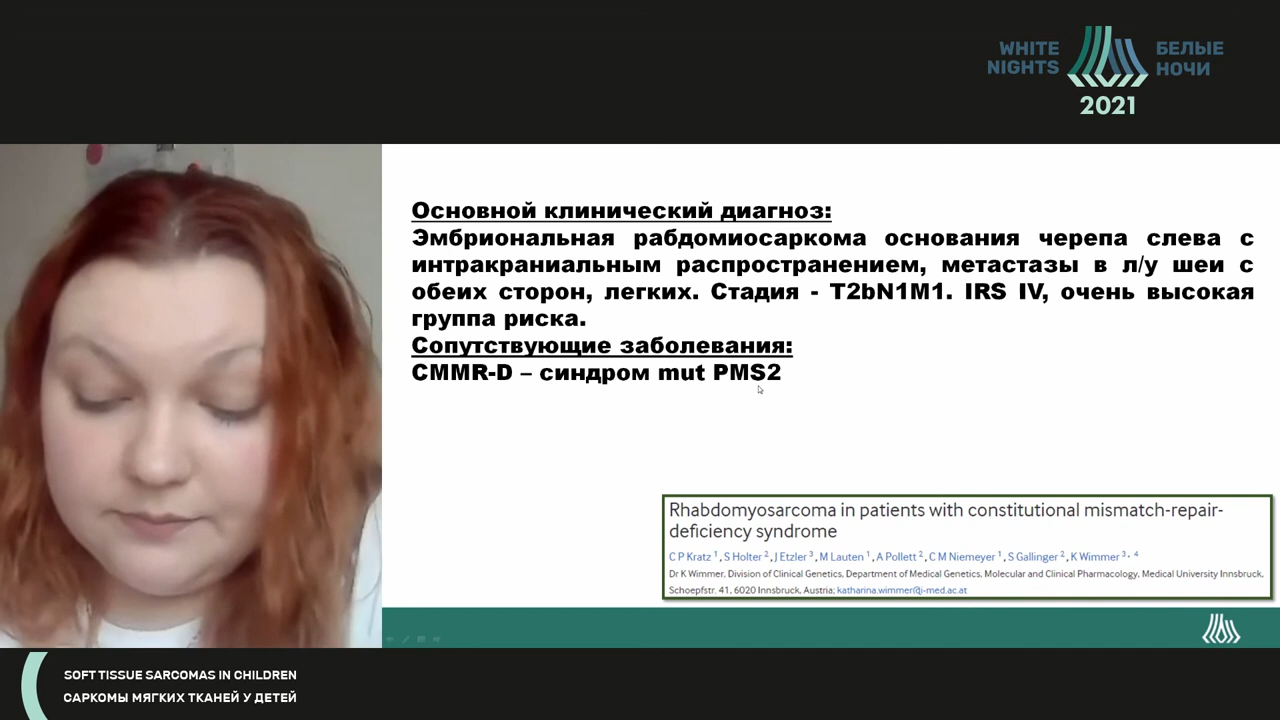 WHITE
NIGHTS
БЕЛЫЕ
НОЧИ
2021
Основной клинический диагноз:
Эмбриональная рабдомиосаркома основания черепа слева с
интракраниальным распространением, метастазы в л/у шеи с
обеих сторон, легких. Стадия - T2bN1M1. IRS IV, очень высокая
группа риска.
Сопутствующие заболевания:
CMMR-D – синдром mut PMS2
Rhabdomyosarcoma in patients with constitutional mismatch-repair-
deficiency syndrome
C P Kratz 1, S Holter 2, J Etzler 3, M Lauten 1, A Pollett 2, C M Niemeyer 1, S Gallinger 2, K Wimmer 3, 4
Dr K Wimmer, Division of Clinical Genetics, Department of Medical Genetics, Molecular and Clinical Pharmacology, Medical University Innsbruck,
Schoepfstr. 41, 6020 Innsbruck, Austria; katharina.wimmer@i-med.ac.at
SOFT TISSUE SARCOMAS IN CHILDREN
САРКОМЫ МЯГКИХ ТКАНЕЙ У ДЕТЕЙ